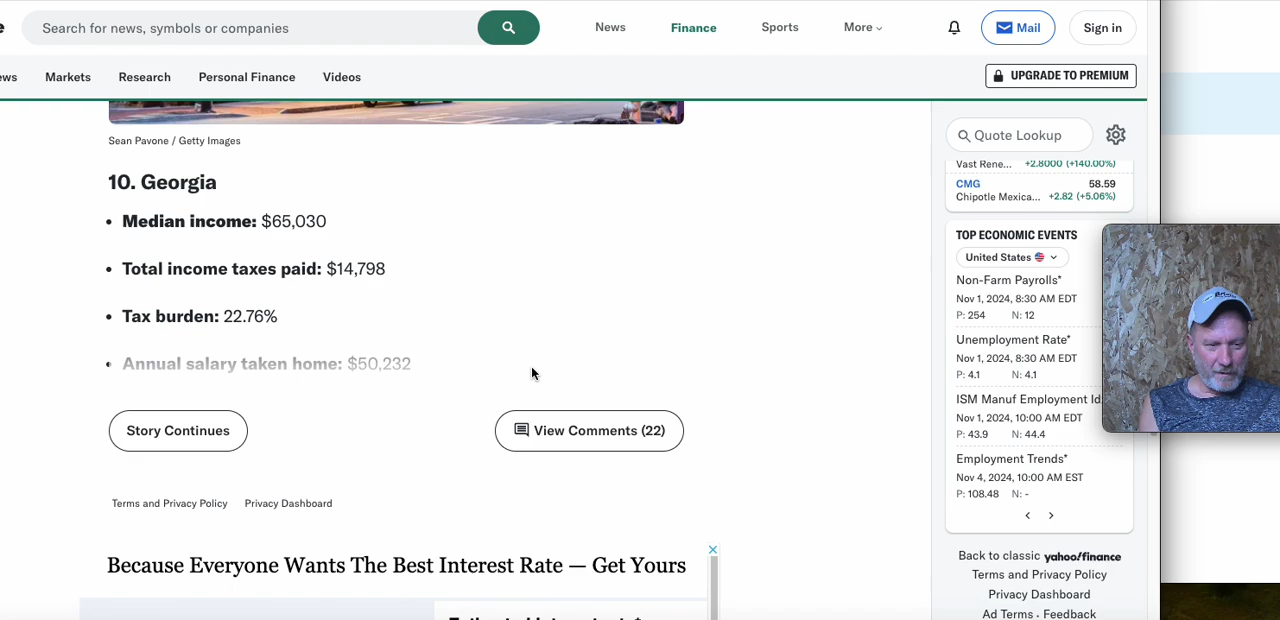 e
Search for news, symbols or companies
News
Finance
Sports
More
Mail
Sign in
ews
Markets
Research
Personal Finance
Videos
UPGRADE TO PREMIUM
Sean Pavone / Getty Images
10. Georgia
• Median income: $65,030
• Total income taxes paid: $14,798
• Tax burden: 22.76%
• Annual salary taken home: $50,232
Story Continues
View Comments (22)
Terms and Privacy Policy
Privacy Dashboard
Because Everyone Wants The Best Interest Rate — Get Yours
Quote Lookup
Vast Rene... +2.8000 (+140.00%)
CMG 58.59
Chipotle Mexica... +2.82 (+5.06%)
TOP ECONOMIC EVENTS
United States
Non-Farm Payrolls*
Nov 1, 2024, 8:30 AM EDT
P: 254 N: 12
Unemployment Rate*
Nov 1, 2024, 8:30 AM EDT
P: 4.1 N: 4.1
ISM Manuf Employment Id
Nov 1, 2024, 10:00 AM EDT
P: 43.9 N: 44.4
Employment Trends*
Nov 4, 2024, 10:00 AM EST
P: 108.48 N: -
Back to classic yahoo!finance
Terms and Privacy Policy
Privacy Dashboard
Ad Terms • Feedback